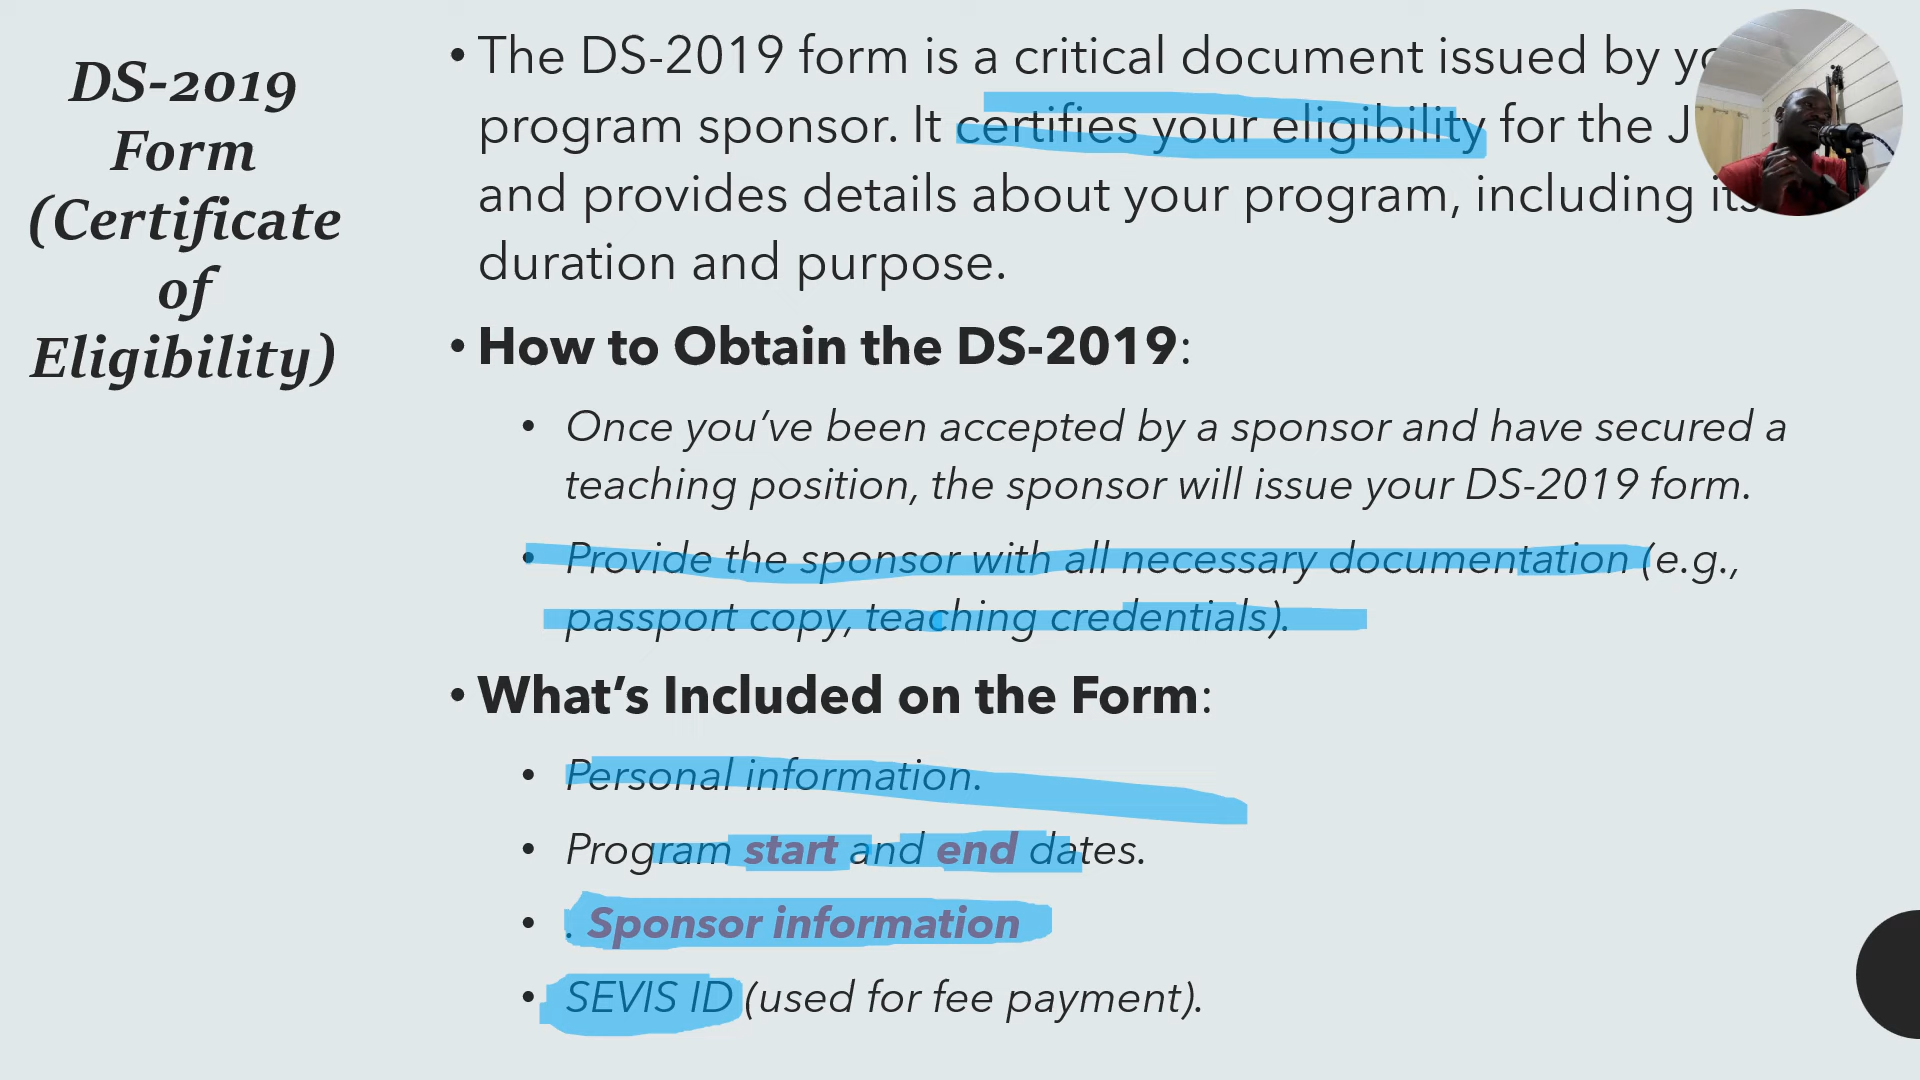 DS-2019
Form
(Certificate
of
Eligibility)
• The DS-2019 form is a critical document issued by
program sponsor. It certifies your eligibility for the J
and provides details about your program, including its
duration and purpose.
• How to Obtain the DS-2019:
• Once you’ve been accepted by a sponsor and have secured a
teaching position, the sponsor will issue your DS-2019 form.
• Provide the sponsor with all necessary documentation (e.g.,
passport copy, teaching credentials).
• What’s Included on the Form:
• Personal information.
• Program start and end dates.
• . Sponsor information
• SEVIS ID (used for fee payment).